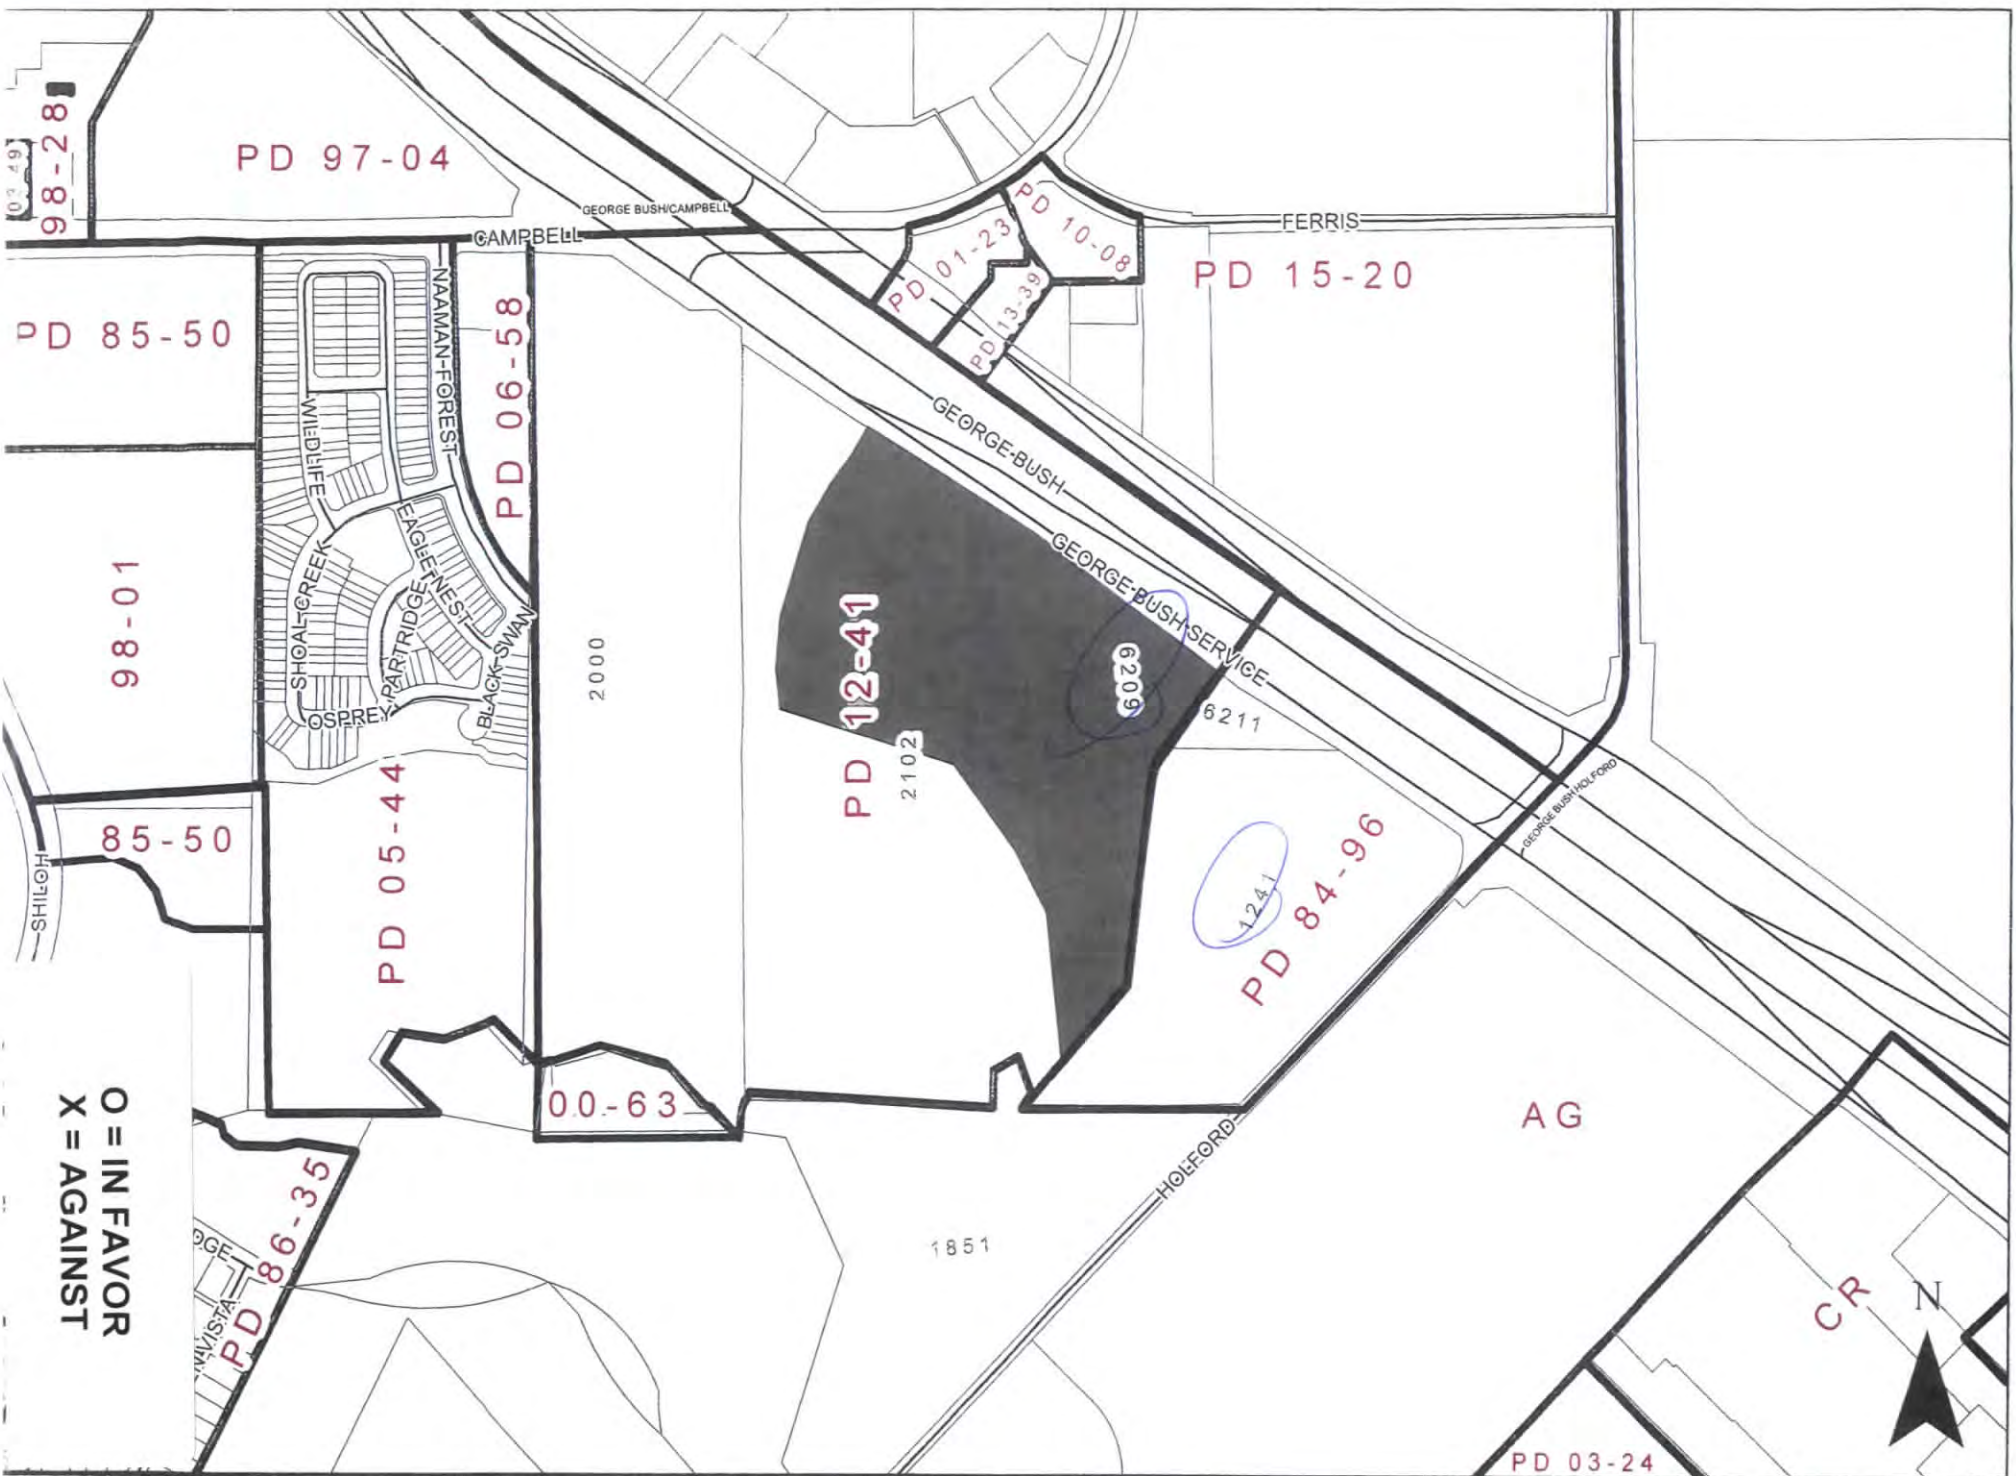 98-28
PD 97-04
GEORGE BUSH/CAMPBELL
CAMPBELL
FERRIS
PD 10-08
PD 01-23
PD 13-39
PD 15-20
PD 85-50
NAAMAN-FOREST
PD 06-58
WILDLIFE
GEORGE-BUSH
EAGLE NEST
GEORGE-BUSH-SERVICE
98-01
SHOAL-CREEK
PARTRIDGE
BLACK-SWAN
OSPREY
2000
PD 12-41
2102
6209
6211
GEORGE BUSH HOLFORD
85-50
SHILOH
PD 05-44
1241
PD 84-96
00-63
AG
HOLFORD
PD 86-35
1851
CR
N
O = IN FAVOR
X = AGAINST
PD 03-24